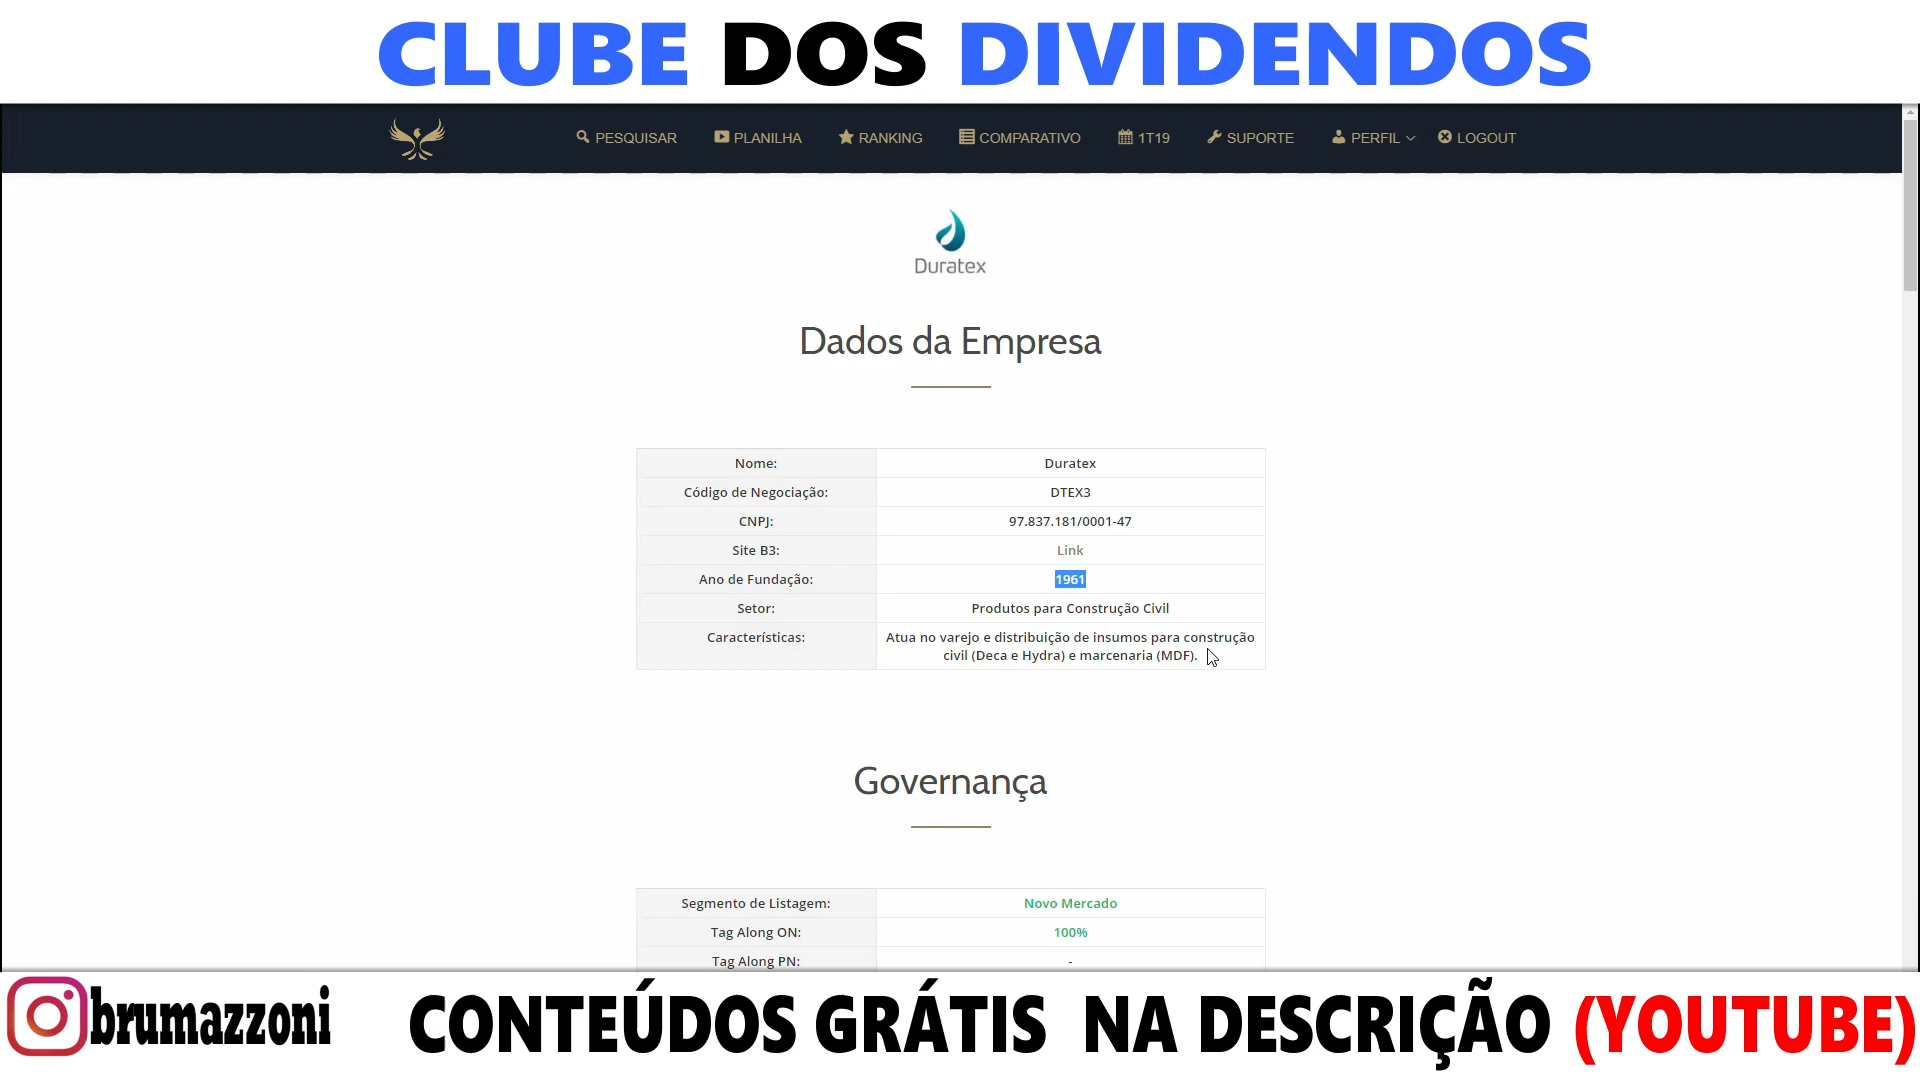 CLUBE DOS DIVIDENDOS
PESQUISAR PLANILHA RANKING COMPARATIVO 1T19 SUPORTE PERFIL LOGOUT
Duratex
Dados da Empresa
Nome: Duratex
Código de Negociação: DTEX3
CNPJ: 97.837.181/0001-47
Site B3: Link
Ano de Fundação: 1961
Setor: Produtos para Construção Civil
Características: Atua no varejo e distribuição de insumos para construção
civil (Deca e Hydra) e marcenaria (MDF).
Governança
Segmento de Listagem: Novo Mercado
Tag Along ON: 100%
Tag Along PN: -
brumazzoni CONTEÚDOS GRÁTIS NA DESCRIÇÃO (YOUTUBE)